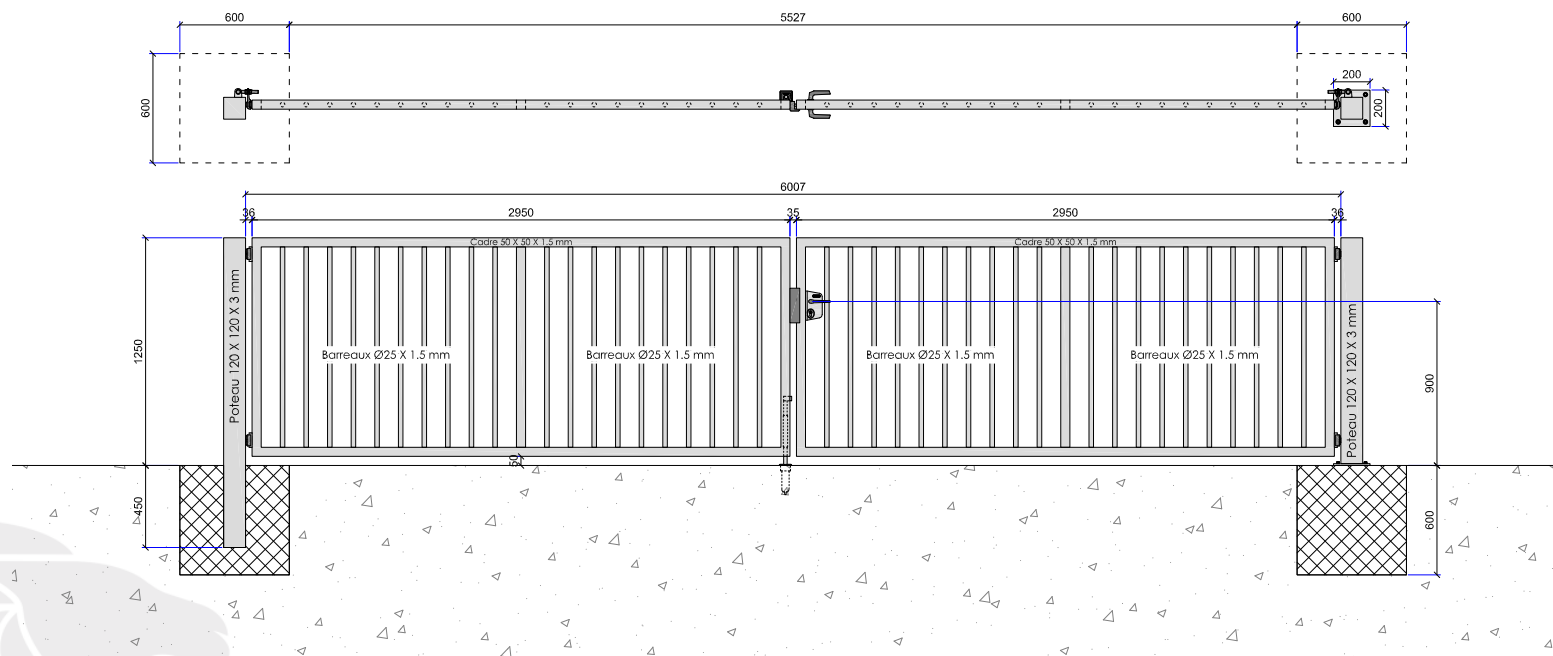 600
5527
600
600
200
200
6007
36
2950
35
2950
36
Cadre 50 X 50 X 1.5 mm
Cadre 50 X 50 X 1.5 mm
1250
Poteau 120 X 120 X 3 mm
Barreaux Ø25 X 1.5 mm
Barreaux Ø25 X 1.5 mm
Barreaux Ø25 X 1.5 mm
Barreaux Ø25 X 1.5 mm
Poteau 120 X 120 X 3 mm
900
50
450
600